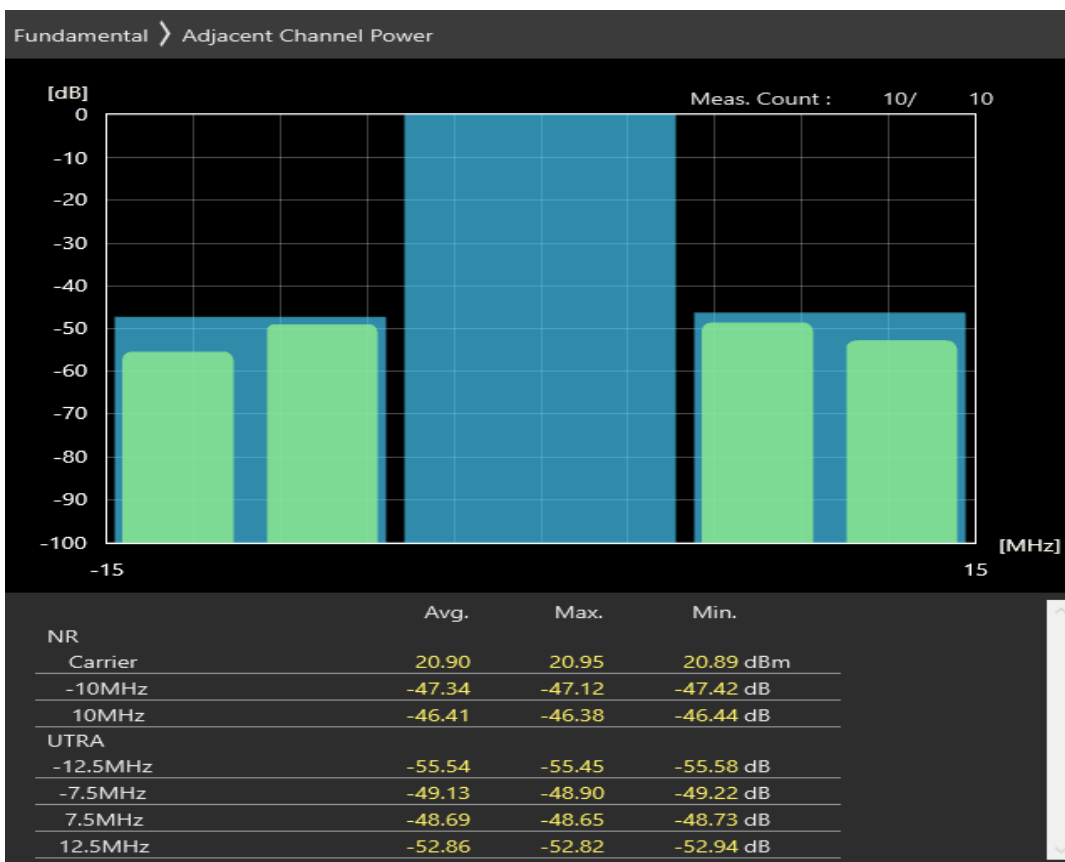 Fundamental 〉 Adjacent Channel Power
[dB]
Meas. Count : 10/ 10
0
-10
-20
-30
-40
-50
-60
-70
-80
-90
-100
[MHz]
-15 15
Avg. Max. Min.
NR
Carrier 20.90 20.95 20.89 dBm
-10MHz -47.34 -47.12 -47.42 dB
10MHz -46.41 -46.38 -46.44 dB
UTRA
-12.5MHz -55.54 -55.45 -55.58 dB
-7.5MHz -49.13 -48.90 -49.22 dB
7.5MHz -48.69 -48.65 -48.73 dB
12.5MHz -52.86 -52.82 -52.94 dB